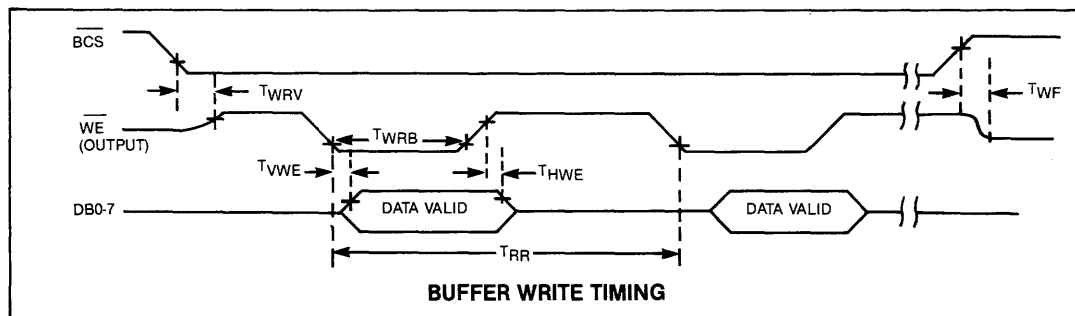 BCS
TWRV
TWF
WE
(OUTPUT)
TWRB
TVWE
THWE
DB0-7
DATA VALID
DATA VALID
TRR
BUFFER WRITE TIMING